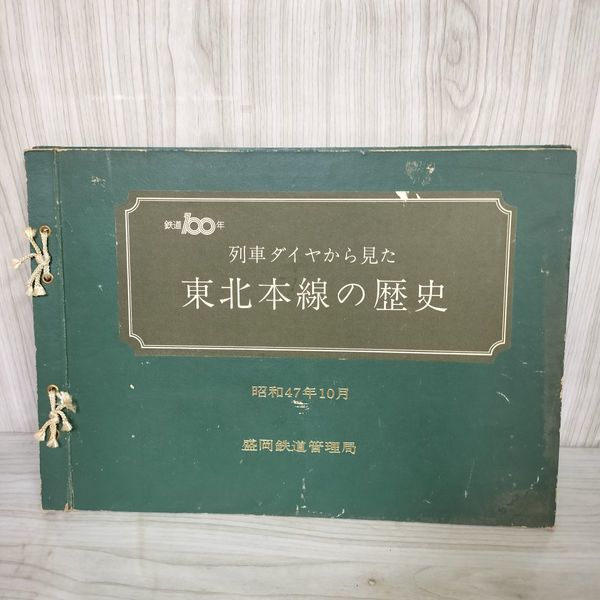 鉄道100年
列車ダイヤから見た
東北本線の歴史
昭和47年10月
盛岡鉄道管理局